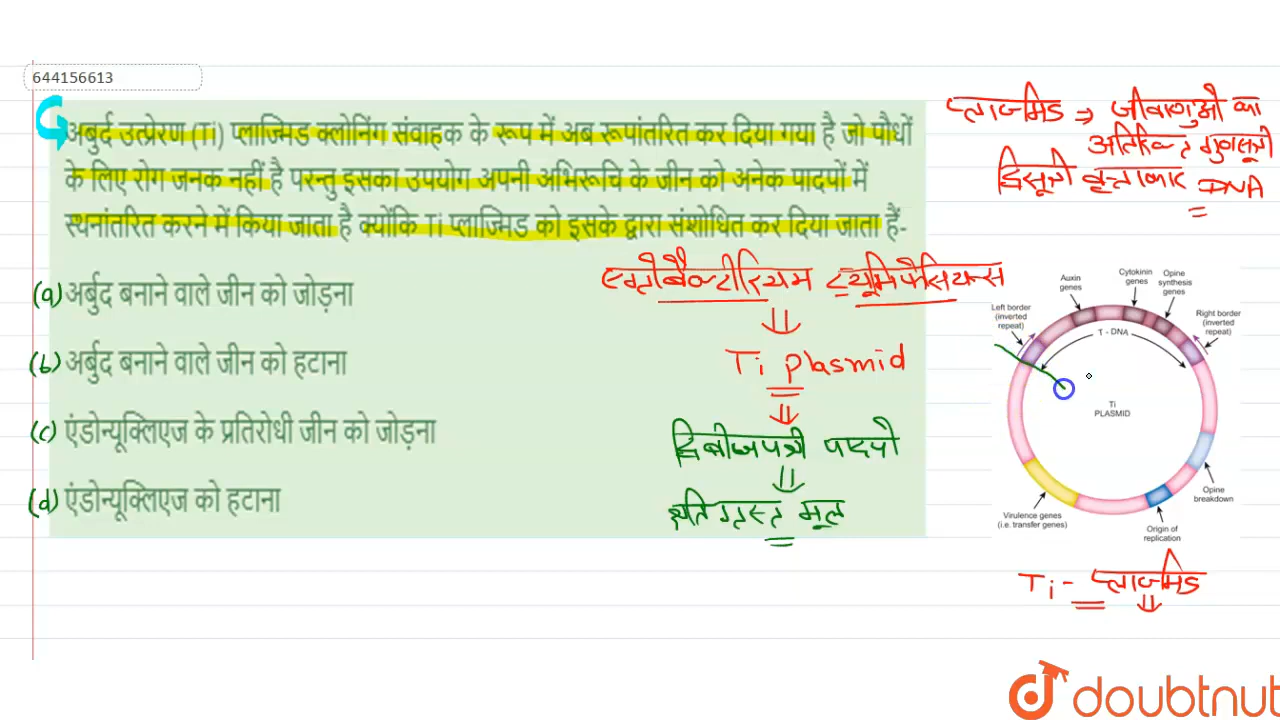 644156613
अबुर्द उत्प्रेरण (Ti) प्लाज्मिड क्लोनिंग संवाहक के रूप में अब रूपांतरित कर दिया गया है जो पौधों
के लिए रोग जनक नहीं है परन्तु इसका उपयोग अपनी अभिरूचि के जीन को अनेक पादपों में
स्थनांतरित करने में किया जाता है क्योंकि Ti प्लाज्मिड को इसके द्वारा संशोधित कर दिया जाता हैं-
(a) अर्बुद बनाने वाले जीन को जोड़ना
(b) अर्बुद बनाने वाले जीन को हटाना
(c) एंडोन्यूक्लिएज के प्रतिरोधी जीन को जोड़ना
(d) एंडोन्यूक्लिएज को हटाना
प्लाज्मिड ⇒ जीवाणुओ का
अतिरिक्त गुणसूत्री
द्विसूत्री वृत्ताकार DNA
एग्रोबैक्टीरियम ट्यूमिफेसियन्स
⇓
Ti plasmid
⇓
द्विबीजपत्री पादपो
⇓
क्षतिग्रस्त मूल
Auxin
genes
Cytokinin
genes
Opine
synthesis
genes
Left border
(inverted
repeat)
Right border
(inverted
repeat)
T - DNA
Ti
PLASMID
Opine
breakdown
Virulence genes
(i.e. transfer genes)
Origin of
replication
Ti - प्लाज्मिड
⇓
doubtnut